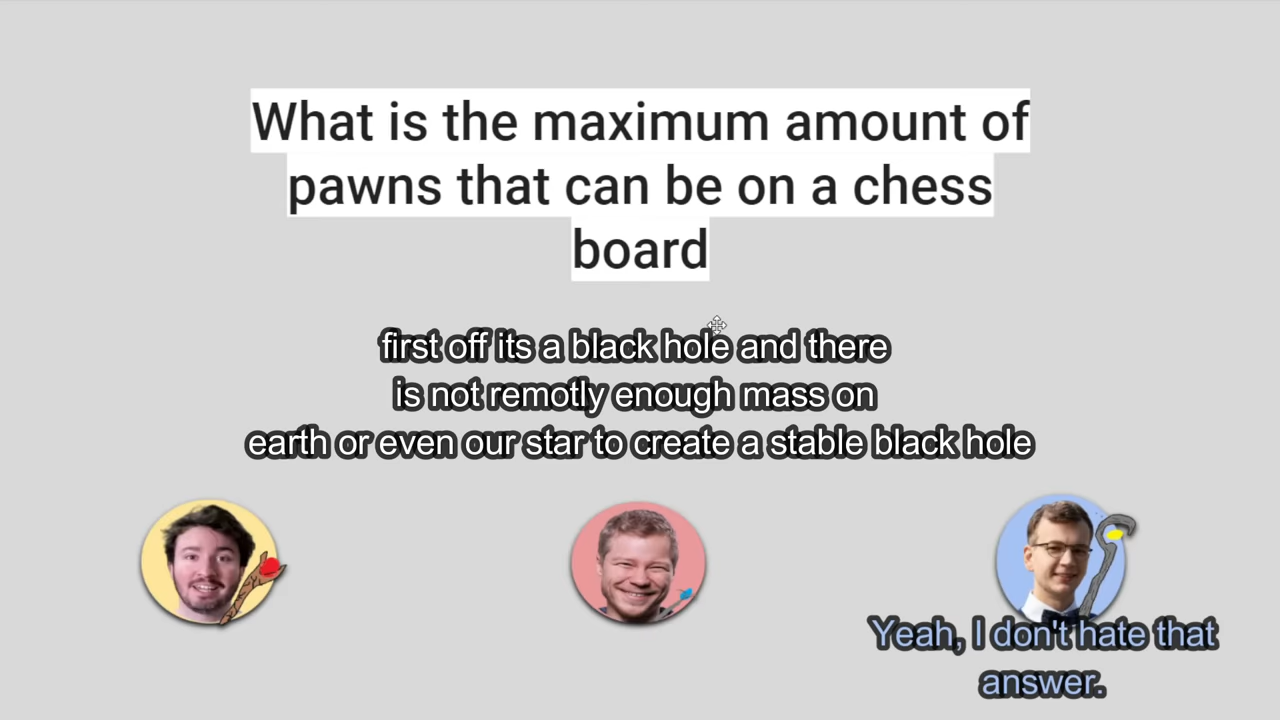 What is the maximum amount of
pawns that can be on a chess
board
first off its a black hole and there
is not remotly enough mass on
earth or even our star to create a stable black hole
Yeah, I don't hate that
answer.